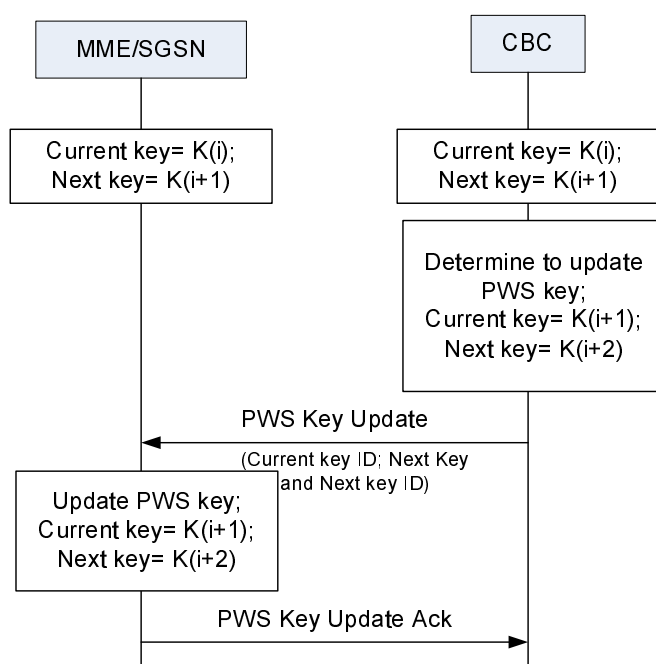 MME/SGSN
CBC
Current key= K(i);
Next key= K(i+1)
Current key= K(i);
Next key= K(i+1)
Determine to update
PWS key;
Current key= K(i+1);
Next key= K(i+2)
PWS Key Update
(Current key ID; Next Key
and Next key ID)
Update PWS key;
Current key= K(i+1);
Next key= K(i+2)
PWS Key Update Ack